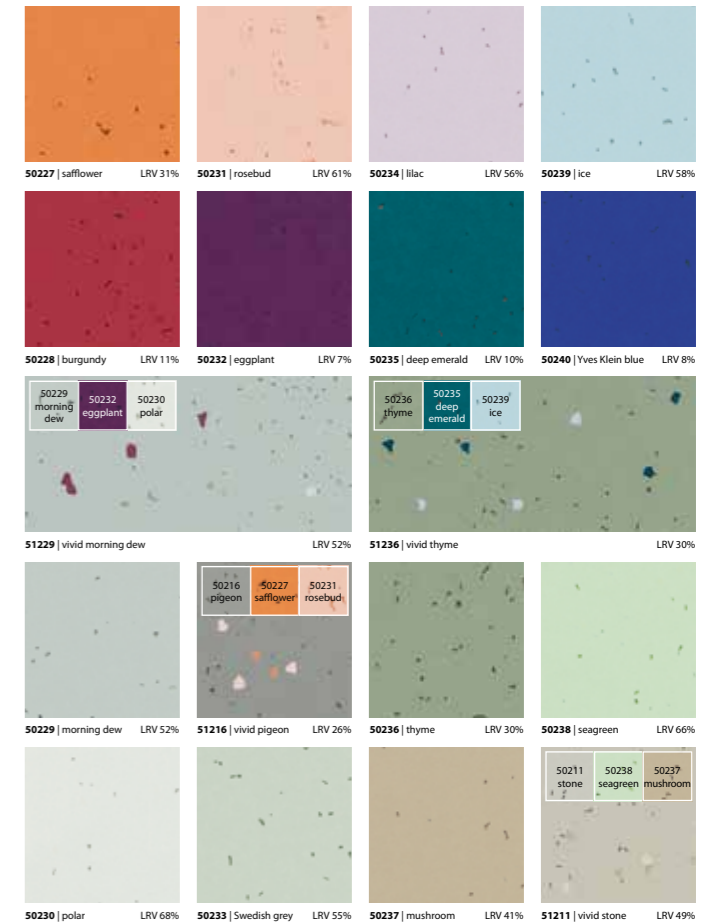 50227 | safflower LRV 31%
50231 | rosebud LRV 61%
50234 | lilac LRV 56%
50239 | ice LRV 58%
50228 | burgundy LRV 11%
50232 | eggplant LRV 7%
50235 | deep emerald LRV 10%
50240 | Yves Klein blue LRV 8%
50229
morning
dew
50232
eggplant
50230
polar
50236
thyme
50235
deep
emerald
50239
ice
51229 | vivid morning dew LRV 52%
51236 | vivid thyme LRV 30%
50216
pigeon
50227
safflower
50231
rosebud
50229 | morning dew LRV 52%
51216 | vivid pigeon LRV 26%
50236 | thyme LRV 30%
50238 | seagreen LRV 66%
50211
stone
50238
seagreen
50237
mushroom
50230 | polar LRV 68%
50233 | Swedish grey LRV 55%
50237 | mushroom LRV 41%
51211 | vivid stone LRV 49%